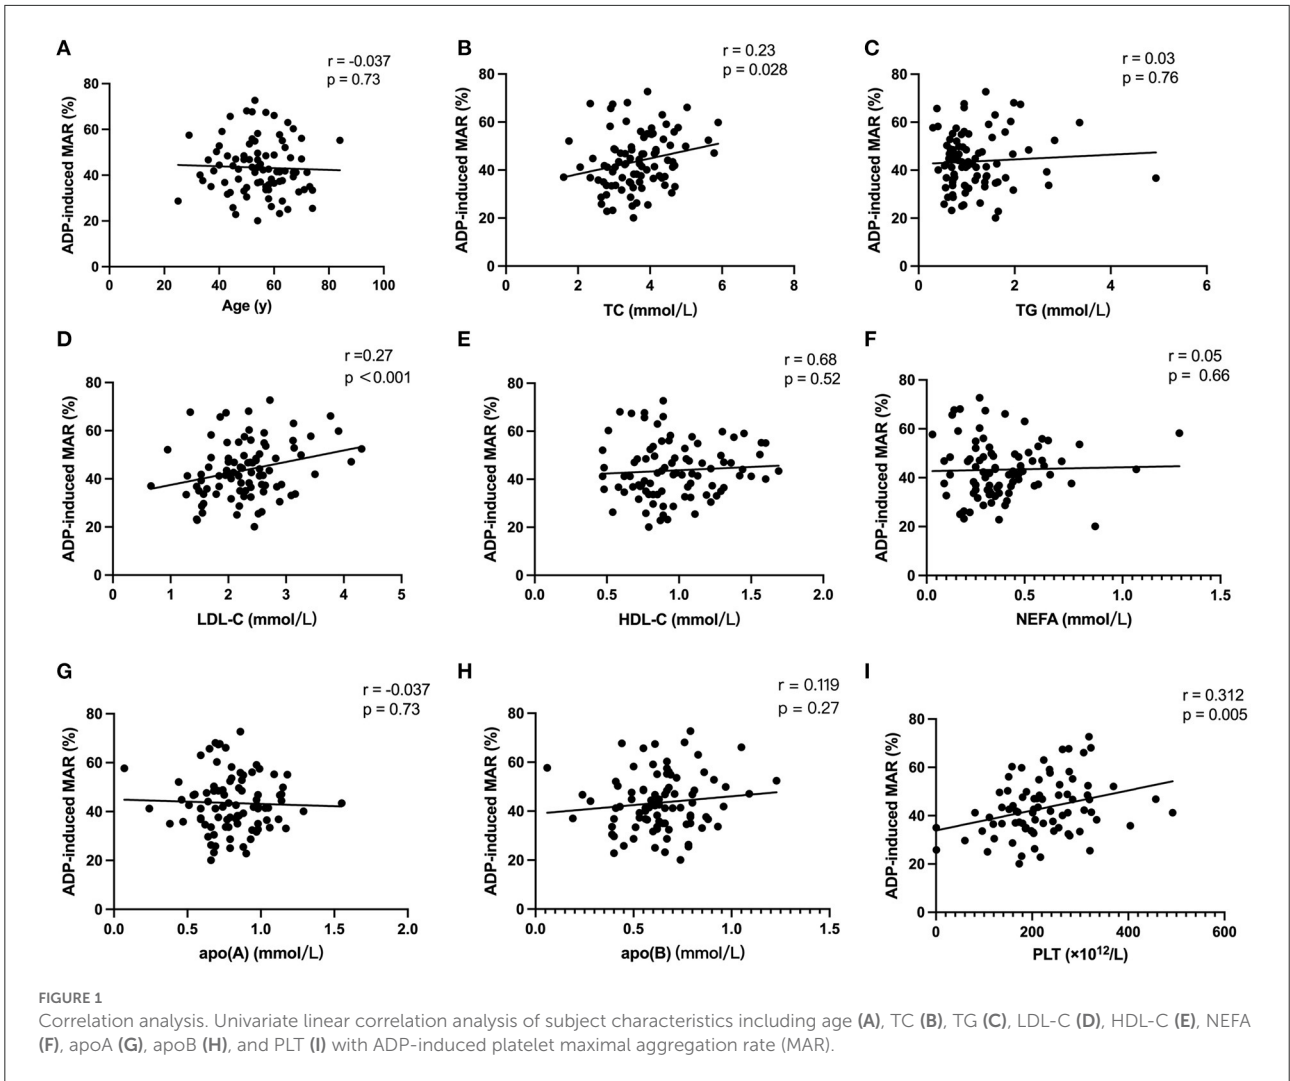 A
r = -0.037
p = 0.73
ADP-induced MAR (%)
80
60
40
20
0
0 20 40 60 80 100
Age (y)
B
r = 0.23
p = 0.028
ADP-induced MAR (%)
80
60
40
20
0
0 2 4 6 8
TC (mmol/L)
C
r = 0.03
p = 0.76
ADP-induced MAR (%)
80
60
40
20
0
0 2 4 6
TG (mmol/L)
D
r =0.27
p <0.001
ADP-induced MAR (%)
80
60
40
20
0
0 1 2 3 4 5
LDL-C (mmol/L)
E
r = 0.68
p = 0.52
ADP-induced MAR (%)
80
60
40
20
0
0.0 0.5 1.0 1.5 2.0
HDL-C (mmol/L)
F
r = 0.05
p = 0.66
ADP-induced MAR (%)
80
60
40
20
0
0.0 0.5 1.0 1.5
NEFA (mmol/L)
G
r = -0.037
p = 0.73
ADP-induced MAR (%)
80
60
40
20
0
0.0 0.5 1.0 1.5 2.0
apo(A) (mmol/L)
H
r = 0.119
p = 0.27
ADP-induced MAR (%)
80
60
40
20
0
0.0 0.5 1.0 1.5
apo(B) (mmol/L)
I
r = 0.312
p = 0.005
ADP-induced MAR (%)
80
60
40
20
0
0 200 400 600
PLT (×10¹²/L)
FIGURE 1
Correlation analysis. Univariate linear correlation analysis of subject characteristics including age (A), TC (B), TG (C), LDL-C (D), HDL-C (E), NEFA
(F), apoA (G), apoB (H), and PLT (I) with ADP-induced platelet maximal aggregation rate (MAR).